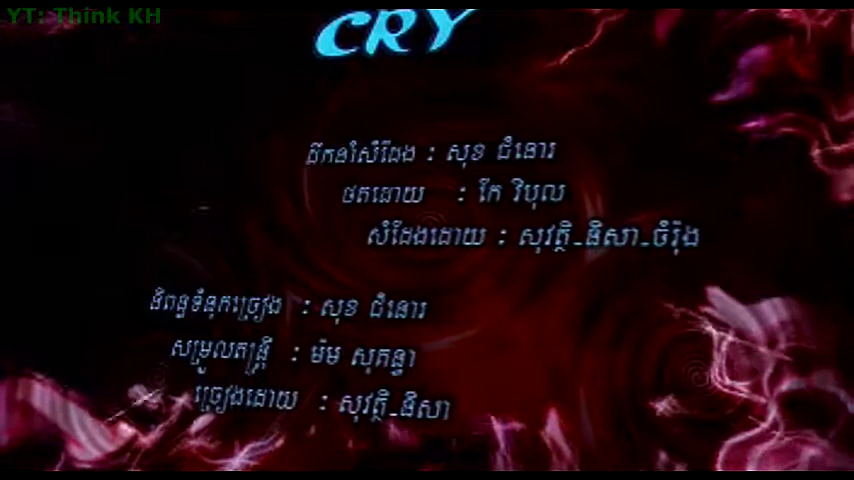 YT: Think KH
CRY
ដឹកនាំសំដែង : សុខ ជំនោរ
ថតដោយ : កែ វិបុល
សំដែងដោយ : សុវត្ថិ_និសា_ចំរ៉ុង
និពន្ធទំនុកច្រៀង : សុខ ជំនោរ
សម្រួលតន្ត្រី : ម៉ម សុគន្ធា
ច្រៀងដោយ : សុវត្ថិ_និសា